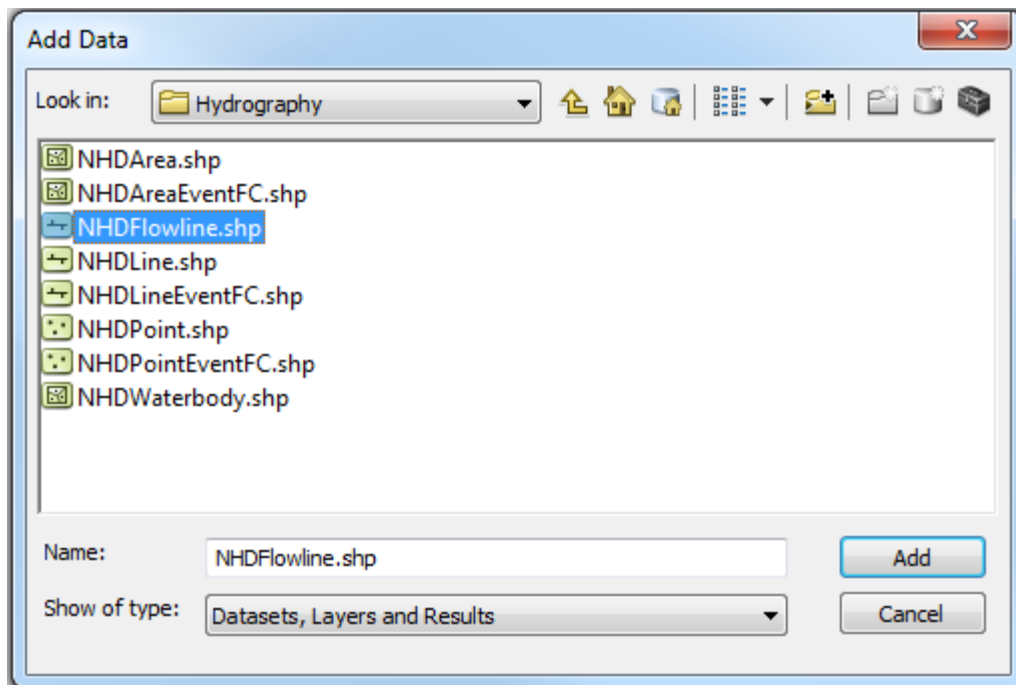 Add Data
Look in: Hydrography
NHDArea.shp
NHDAreaEventFC.shp
NHDFlowline.shp
NHDLine.shp
NHDLineEventFC.shp
NHDPoint.shp
NHDPointEventFC.shp
NHDWaterbody.shp
Name: NHDFlowline.shp
Add
Show of type: Datasets, Layers and Results
Cancel